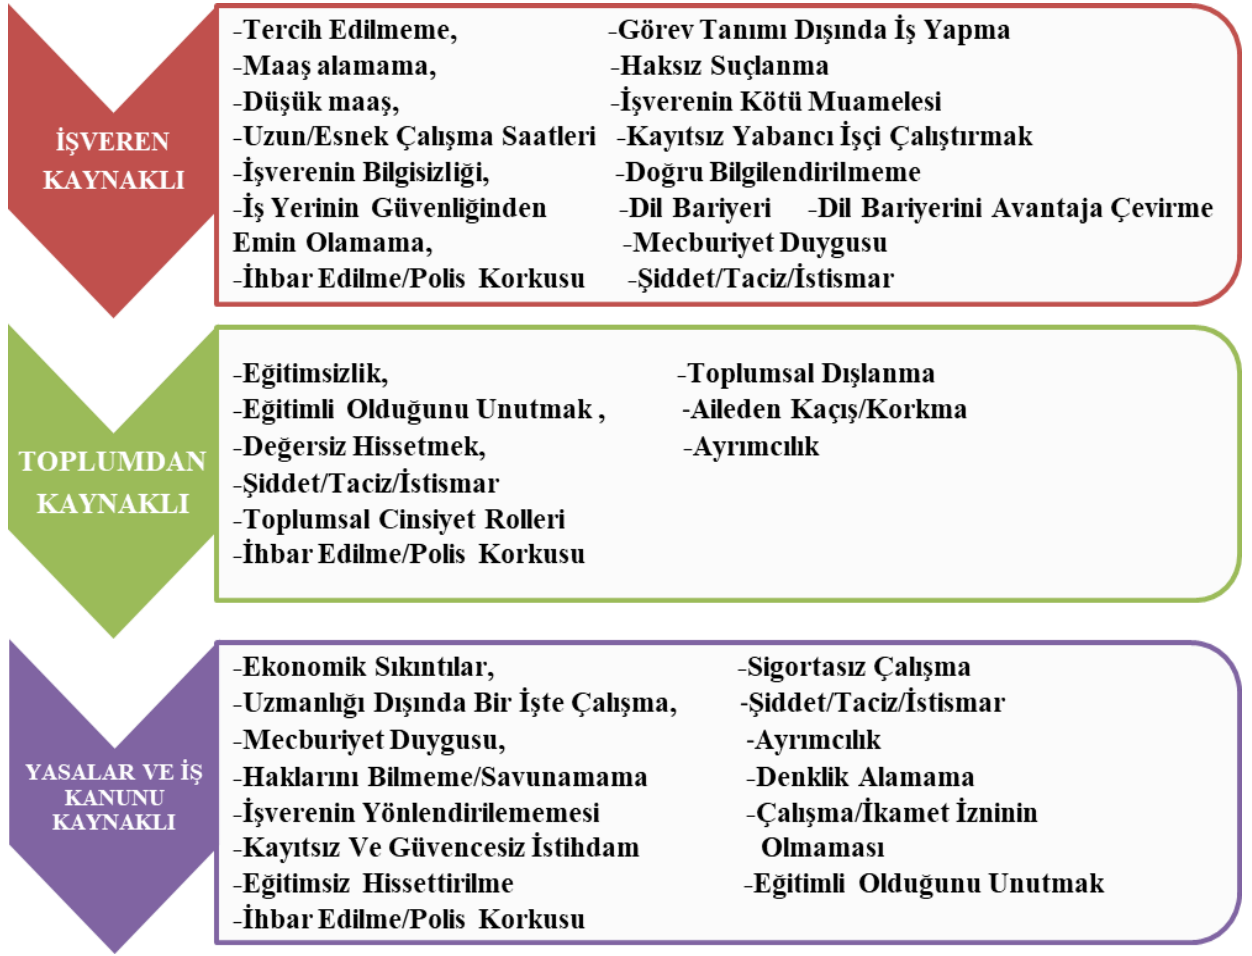 İŞVEREN
KAYNAKLI
-Tercih Edilmeme, -Görev Tanımı Dışında İş Yapma
-Maaş alamama, -Haksız Suçlanma
-Düşük maaş, -İşverenin Kötü Muamelesi
-Uzun/Esnek Çalışma Saatleri -Kayıtsız Yabancı İşçi Çalıştırmak
-İşverenin Bilgisizliği, -Doğru Bilgilendirilmeme
-İş Yerinin Güvenliğinden -Dil Bariyeri -Dil Bariyerini Avantaja Çevirme
Emin Olamama, -Mecburiyet Duygusu
-İhbar Edilme/Polis Korkusu -Şiddet/Taciz/İstismar
TOPLUMDAN
KAYNAKLI
-Eğitimsizlik, -Toplumsal Dışlanma
-Eğitimli Olduğunu Unutmak , -Aileden Kaçış/Korkma
-Değersiz Hissetmek, -Ayrımcılık
-Şiddet/Taciz/İstismar
-Toplumsal Cinsiyet Rolleri
-İhbar Edilme/Polis Korkusu
YASALAR VE İŞ
KANUNU
KAYNAKLI
-Ekonomik Sıkıntılar, -Sigortasız Çalışma
-Uzmanlığı Dışında Bir İşte Çalışma, -Şiddet/Taciz/İstismar
-Mecburiyet Duygusu, -Ayrımcılık
-Haklarını Bilmeme/Savunamama -Denklik Alamama
-İşverenin Yönlendirilememesi -Çalışma/İkamet İzninin
-Kayıtsız Ve Güvencesiz İstihdam Olmaması
-Eğitimsiz Hissettirilme -Eğitimli Olduğunu Unutmak
-İhbar Edilme/Polis Korkusu